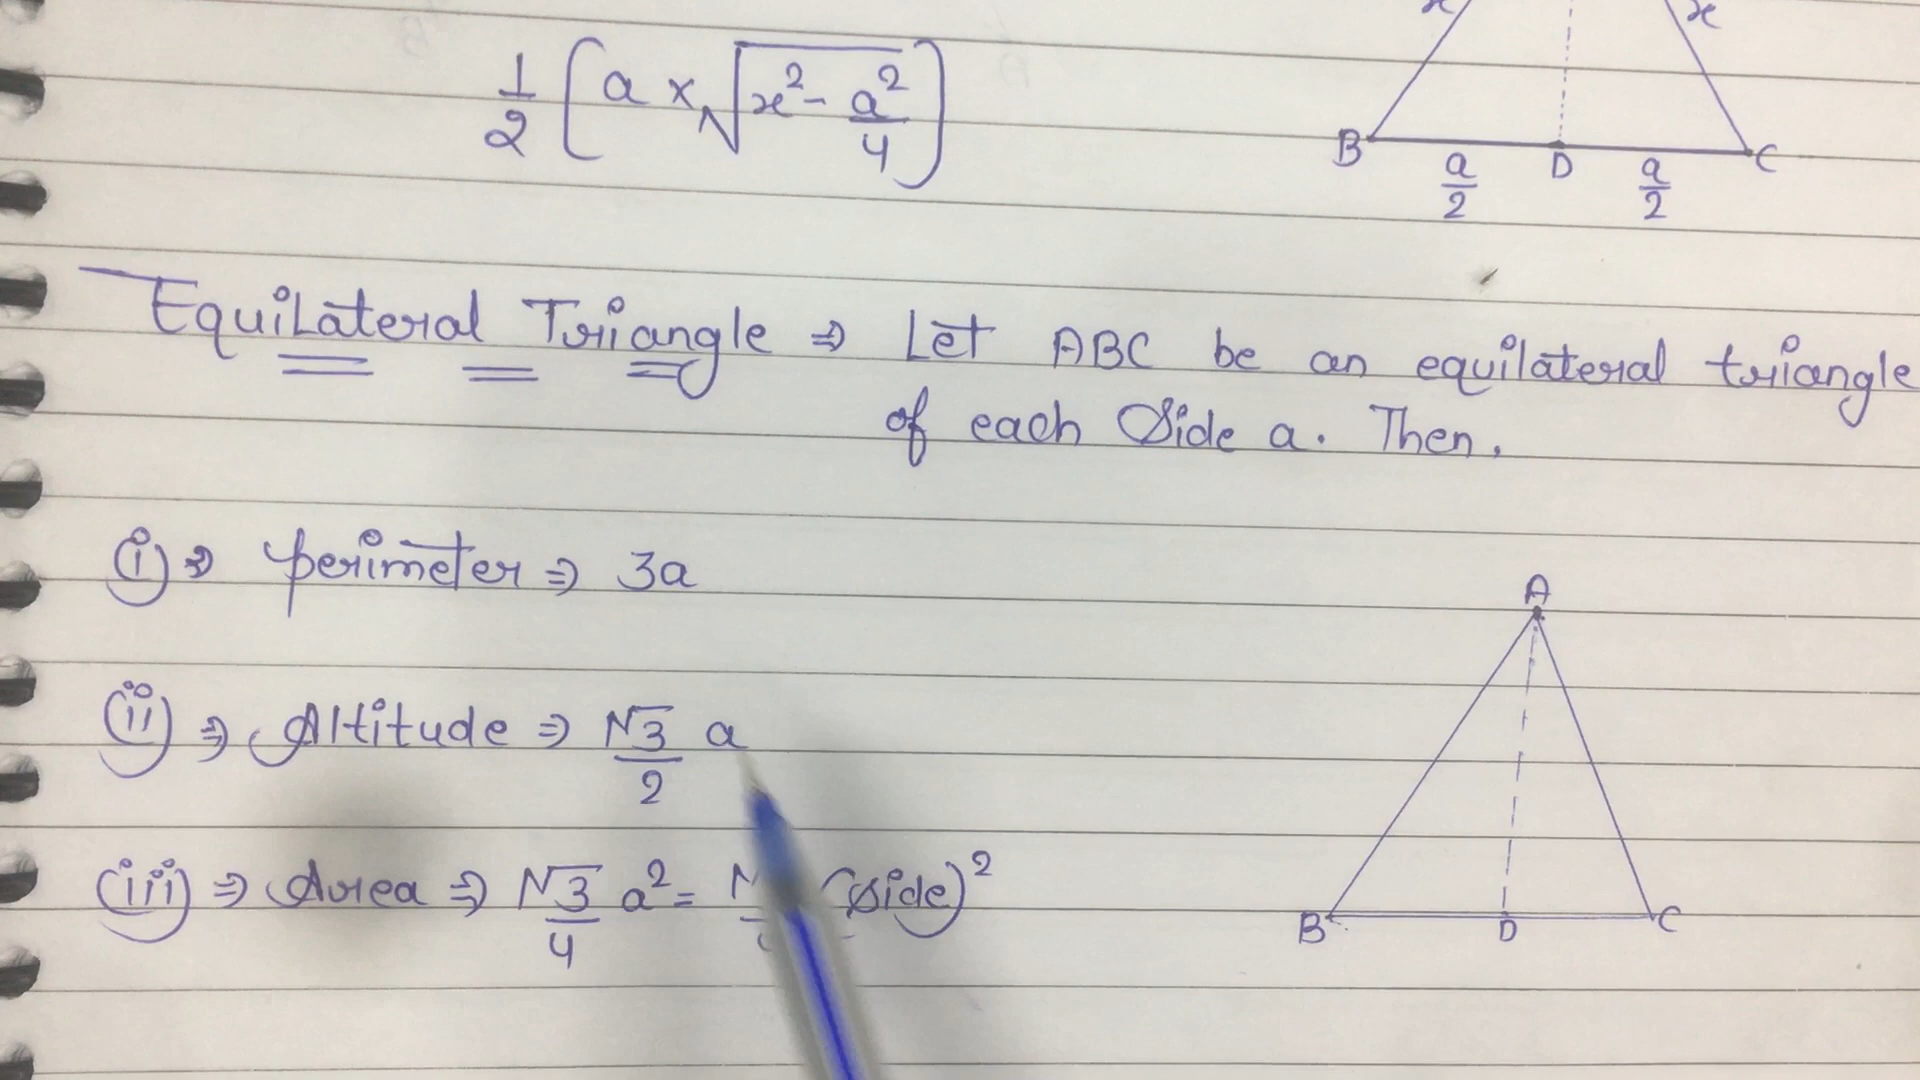 x x
1/2 (a × √(x² - a²/4))
B D C
a/2 a/2
Equilateral Triangle ⇒ Let ABC be an equilateral triangle
of each Side a. Then,
(i) ⇒ perimeter ⇒ 3a
A
(ii) ⇒ Altitude ⇒ √3/2 a
(iii) ⇒ Area ⇒ √3/4 a² = (side)²
B D C